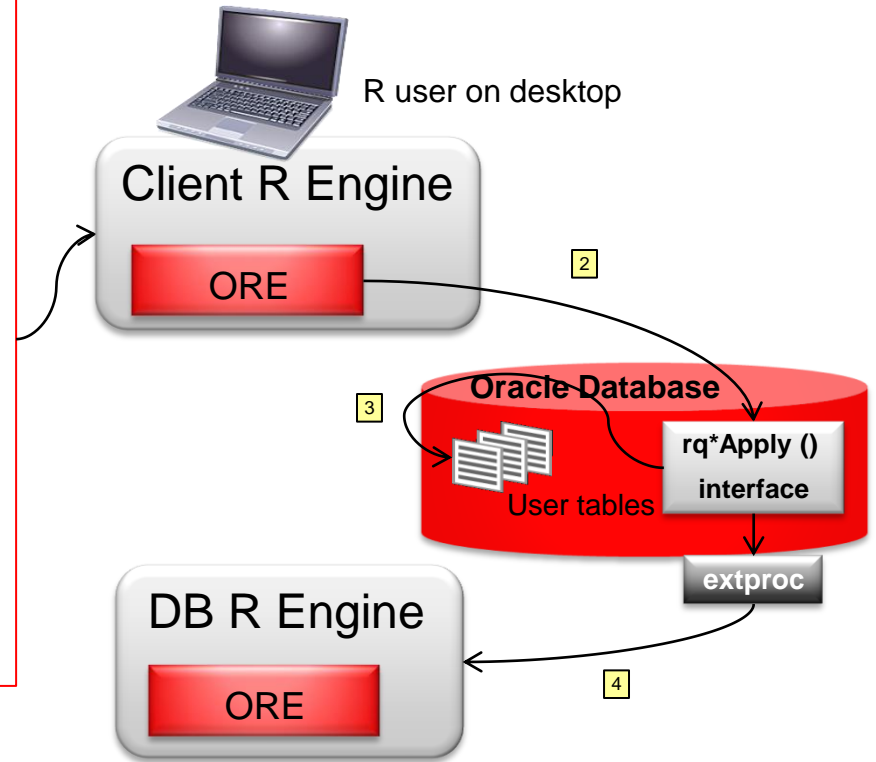 R user on desktop
Client R Engine
ORE
2
Oracle Database
3
rq*Apply ()
interface
User tables
extproc
DB R Engine
4
ORE